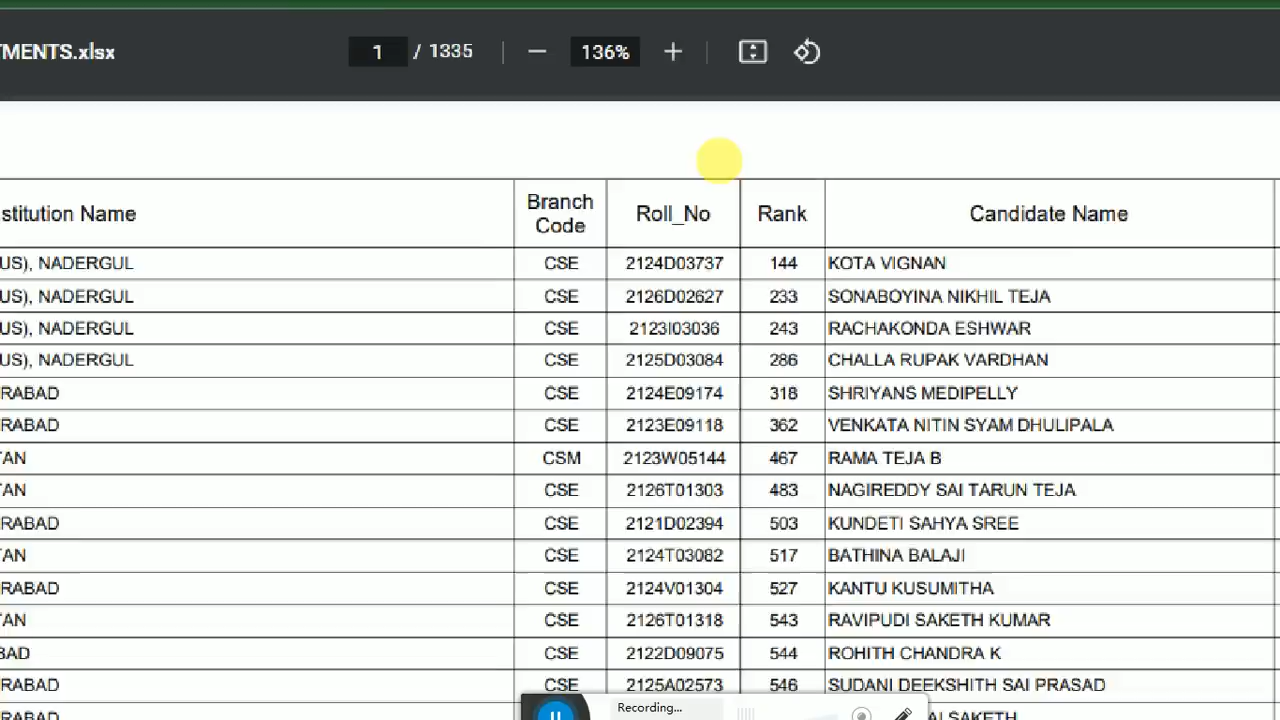 TMENTS.xlsx 1 / 1335 136%
stitution Name Branch Code Roll_No Rank Candidate Name
US), NADERGUL CSE 2124D03737 144 KOTA VIGNAN
US), NADERGUL CSE 2126D02627 233 SONABOYINA NIKHIL TEJA
US), NADERGUL CSE 2123I03036 243 RACHAKONDA ESHWAR
US), NADERGUL CSE 2125D03084 286 CHALLA RUPAK VARDHAN
RABAD CSE 2124E09174 318 SHRIYANS MEDIPELLY
RABAD CSE 2123E09118 362 VENKATA NITIN SYAM DHULIPALA
TAN CSM 2123W05144 467 RAMA TEJA B
TAN CSE 2126T01303 483 NAGIREDDY SAI TARUN TEJA
RABAD CSE 2121D02394 503 KUNDETI SAHYA SREE
TAN CSE 2124T03082 517 BATHINA BALAJI
RABAD CSE 2124V01304 527 KANTU KUSUMITHA
TAN CSE 2126T01318 543 RAVIPUDI SAKETH KUMAR
BAD CSE 2122D09075 544 ROHITH CHANDRA K
RABAD CSE 2125A02573 546 SUDANI DEEKSHITH SAI PRASAD
RABAD AI SAKETH
Recording...